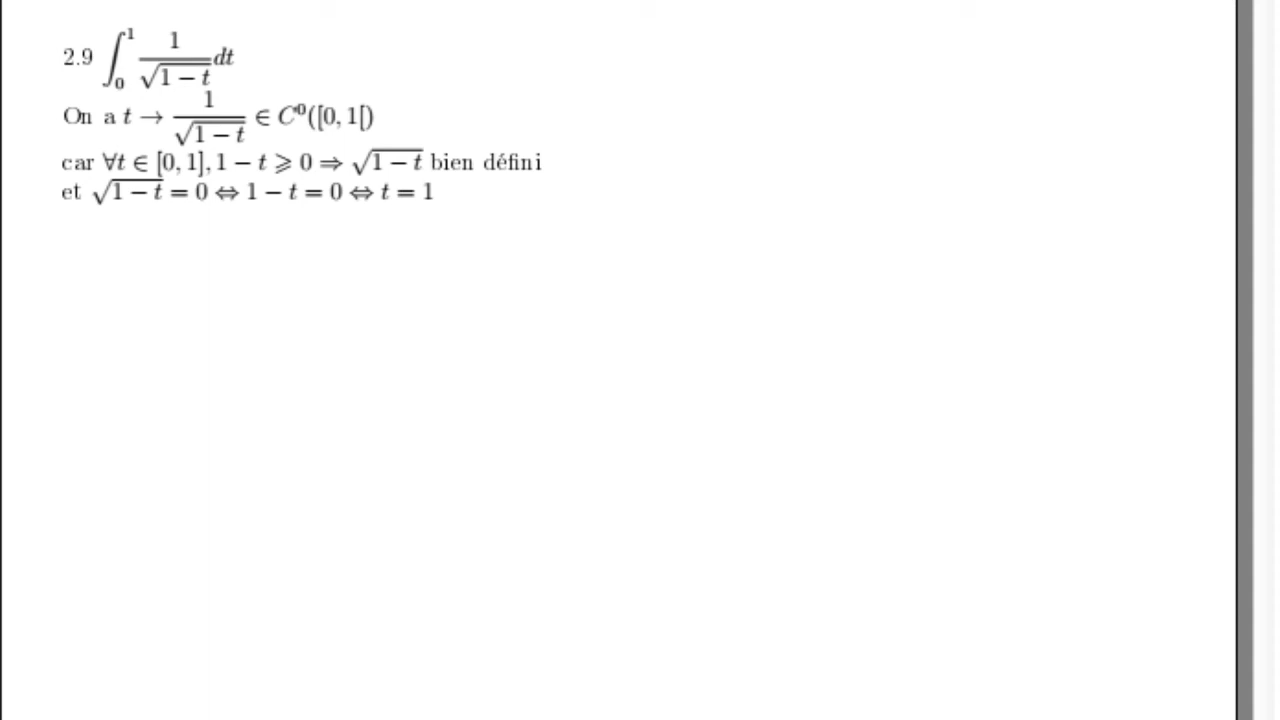 2.9 ∫₀¹ 1/√(1 − t) dt
On a t → 1/√(1 − t) ∈ C⁰([0, 1[)
car ∀t ∈ [0, 1], 1 − t ⩾ 0 ⇒ √(1 − t) bien défini
et √(1 − t) = 0 ⇔ 1 − t = 0 ⇔ t = 1